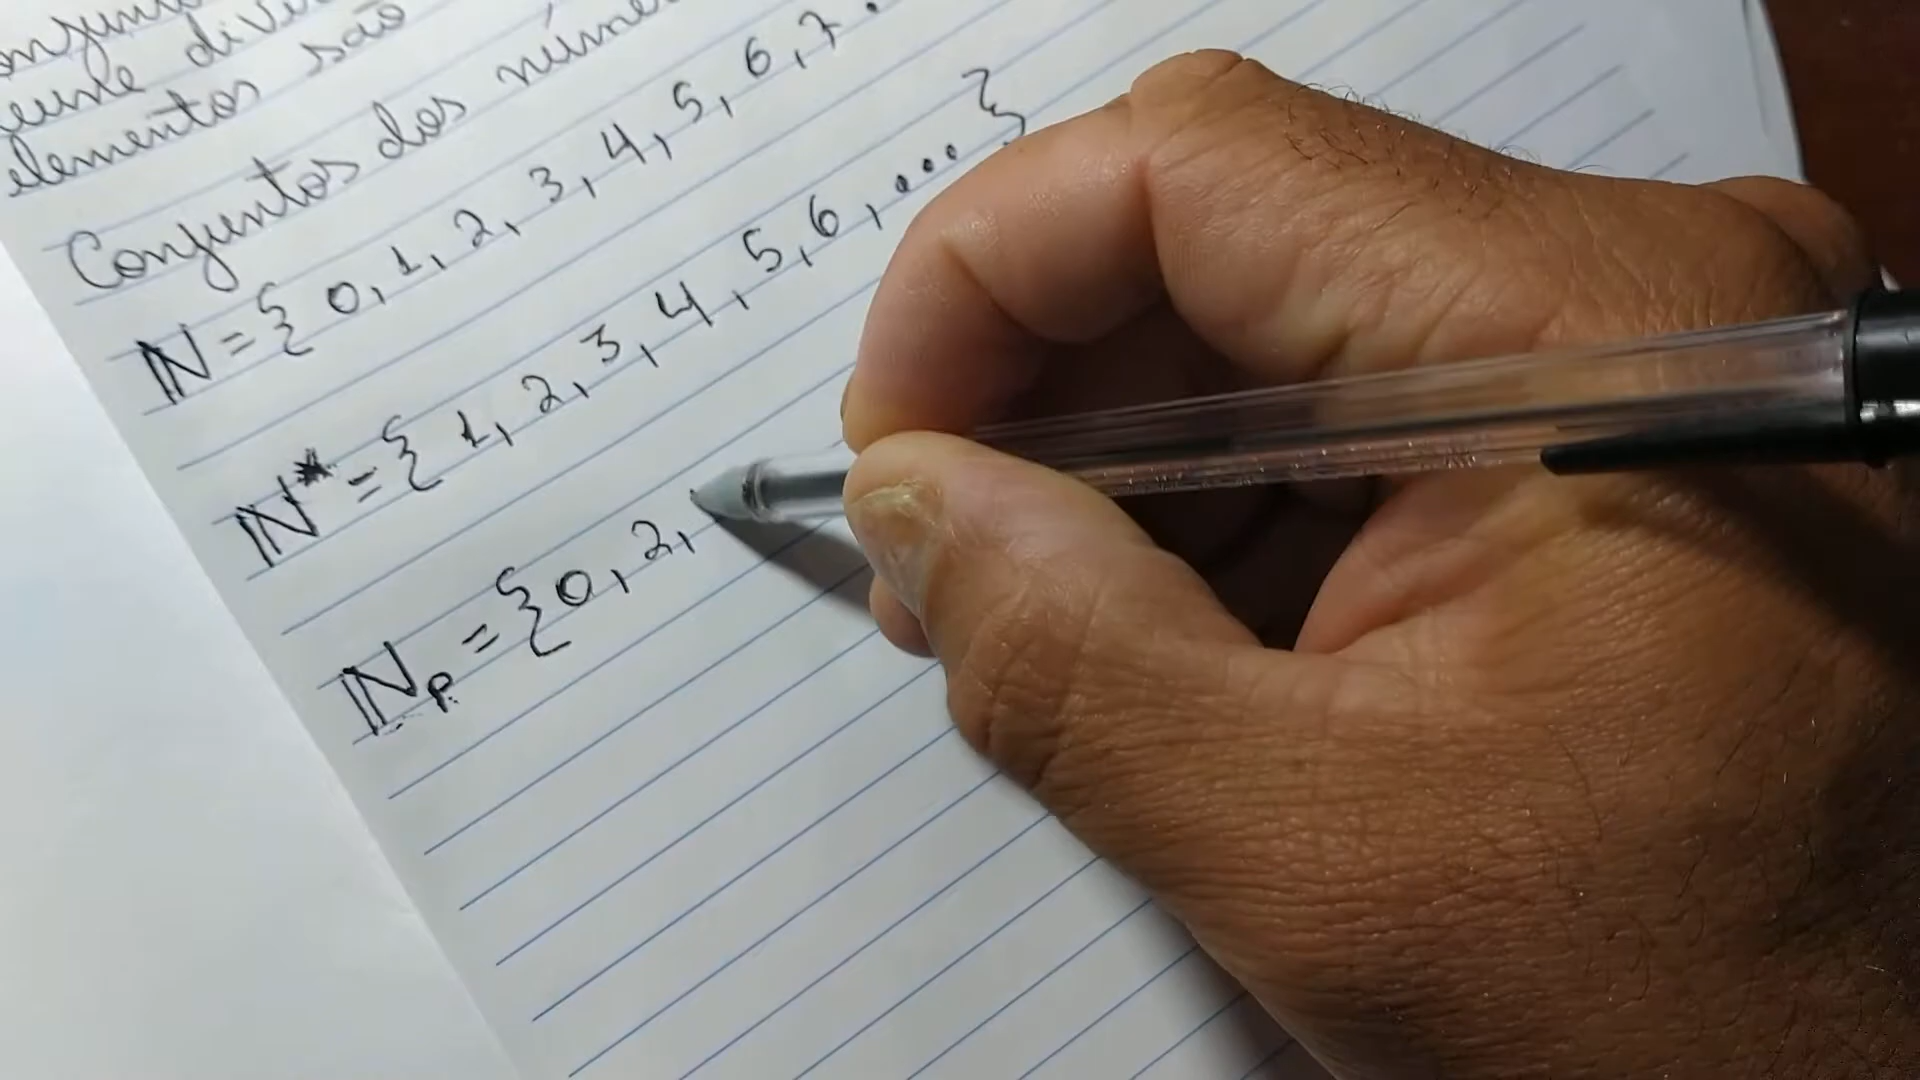 reune
elementos são
Conjuntos dos
N = { 0, 1, 2, 3, 4, 5, 6, 7 .
N* = { 1, 2, 3, 4, 5, 6, ... }
Np = { 0, 2,